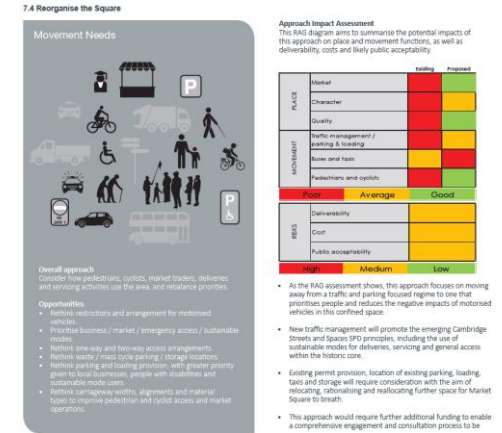 7.4 Reorganise the Square
Movement Needs
P
P
Overall approach
Consider how pedestrians, cyclists, market traders, deliveries
and servicing activities use the area, and rebalance priorities.
Opportunities
• Rethink restrictions and arrangement for motorised
vehicles.
• Prioritise business / market / emergency access / sustainable
modes.
• Rethink one-way and two-way access arrangements.
• Rethink waste / mass cycle parking / storage locations.
• Rethink parking and loading provision, with greater priority
given to local businesses, people with disabilities and
sustainable mode users.
• Rethink carriageway widths, alignments and material
types to improve pedestrian and cyclist access and market
operations.
Approach Impact Assessment
This RAG diagram aims to summarise the potential impacts of
this approach on place and movement functions, as well as
deliverability, costs and likely public acceptability.
Existing Proposed
PLACE
Market
Character
Quality
MOVEMENT
Traffic management /
parking & loading
Buses and taxis
Pedestrians and cyclists
Poor Average Good
RISKS
Deliverability
Cost
Public acceptability
High Medium Low
• As the RAG assessment shows, this approach focuses on moving
away from a traffic and parking focused regime to one that
prioritises people and reduces the negative impacts of motorised
vehicles in this confined space.
• New traffic management will promote the emerging Cambridge
Streets and Spaces SPD principles, including the use of
sustainable modes for deliveries, servicing and general access
within the historic core.
• Existing permit provision, location of existing parking, loading,
taxis and storage will require consideration with the aim of
relocating, rationalising and reallocating further space for Market
Square to breath.
• This approach would require further additional funding to enable
a comprehensive engagement and consultation process to be